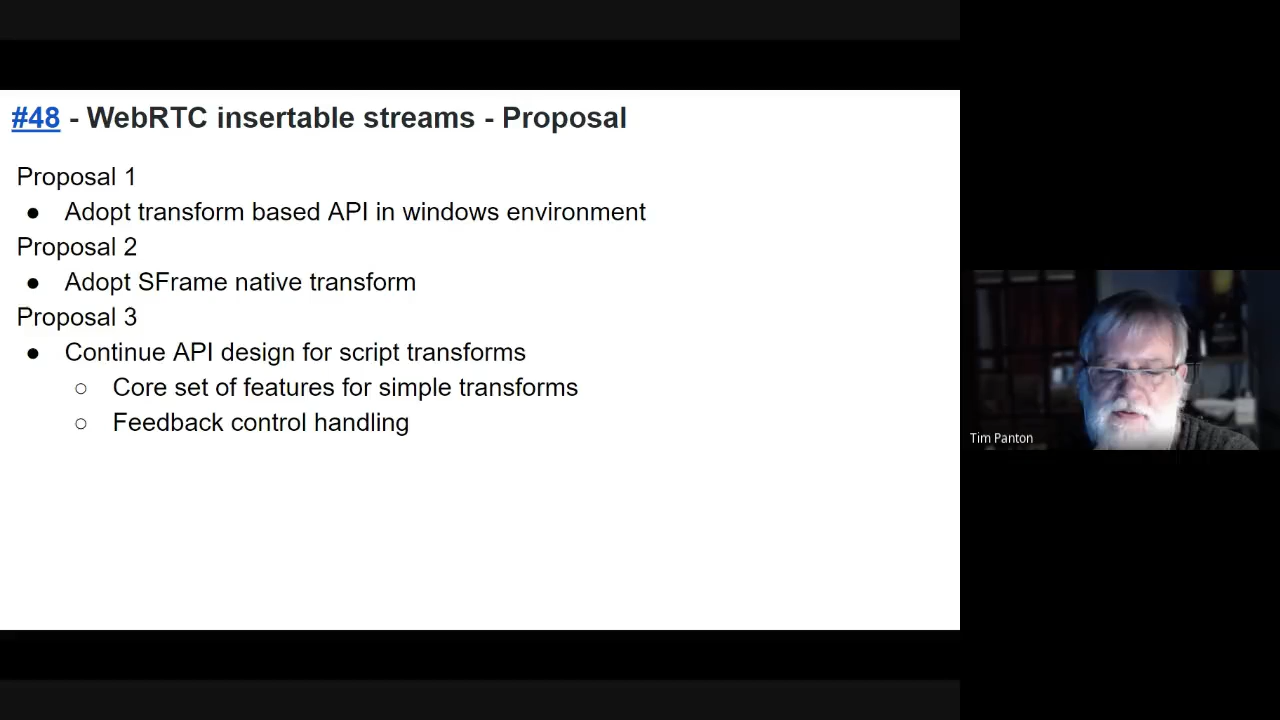 #48 - WebRTC insertable streams - Proposal
Proposal 1
● Adopt transform based API in windows environment
Proposal 2
● Adopt SFrame native transform
Proposal 3
● Continue API design for script transforms
○ Core set of features for simple transforms
○ Feedback control handling
Tim Panton